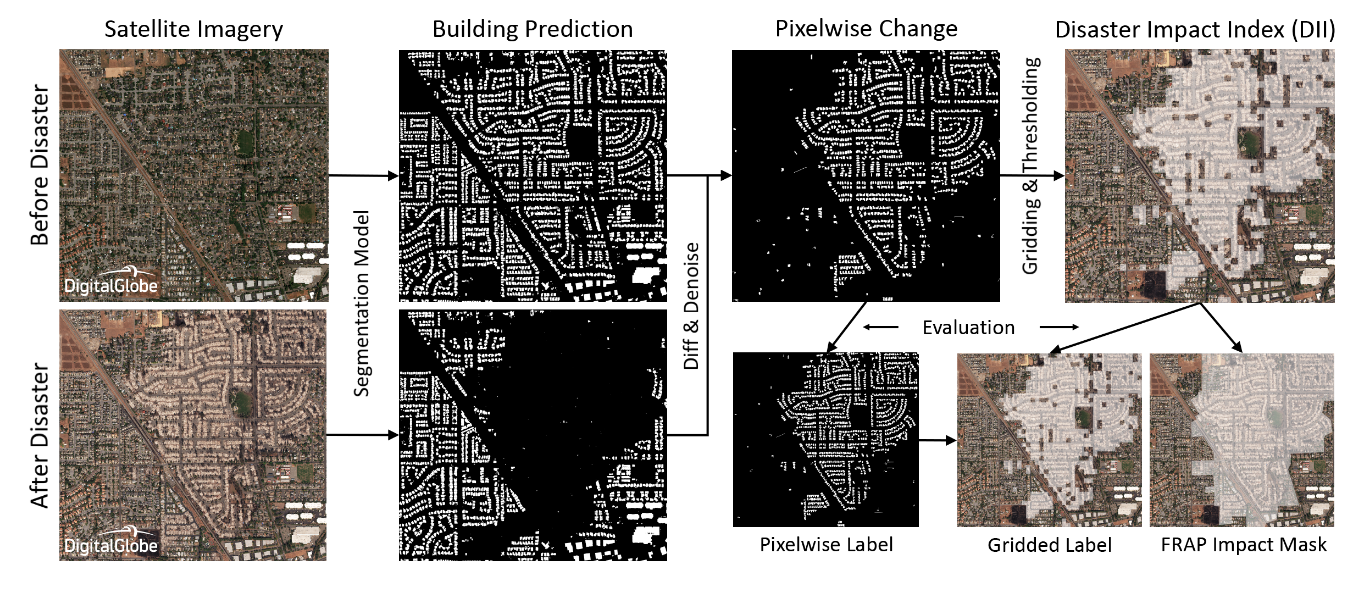 Satellite Imagery
Building Prediction
Pixelwise Change
Disaster Impact Index (DII)
Before Disaster
DigitalGlobe
Segmentation Model
Diff & Denoise
Gridding & Thresholding
After Disaster
DigitalGlobe
Evaluation
Pixelwise Label
Gridded Label
FRAP Impact Mask